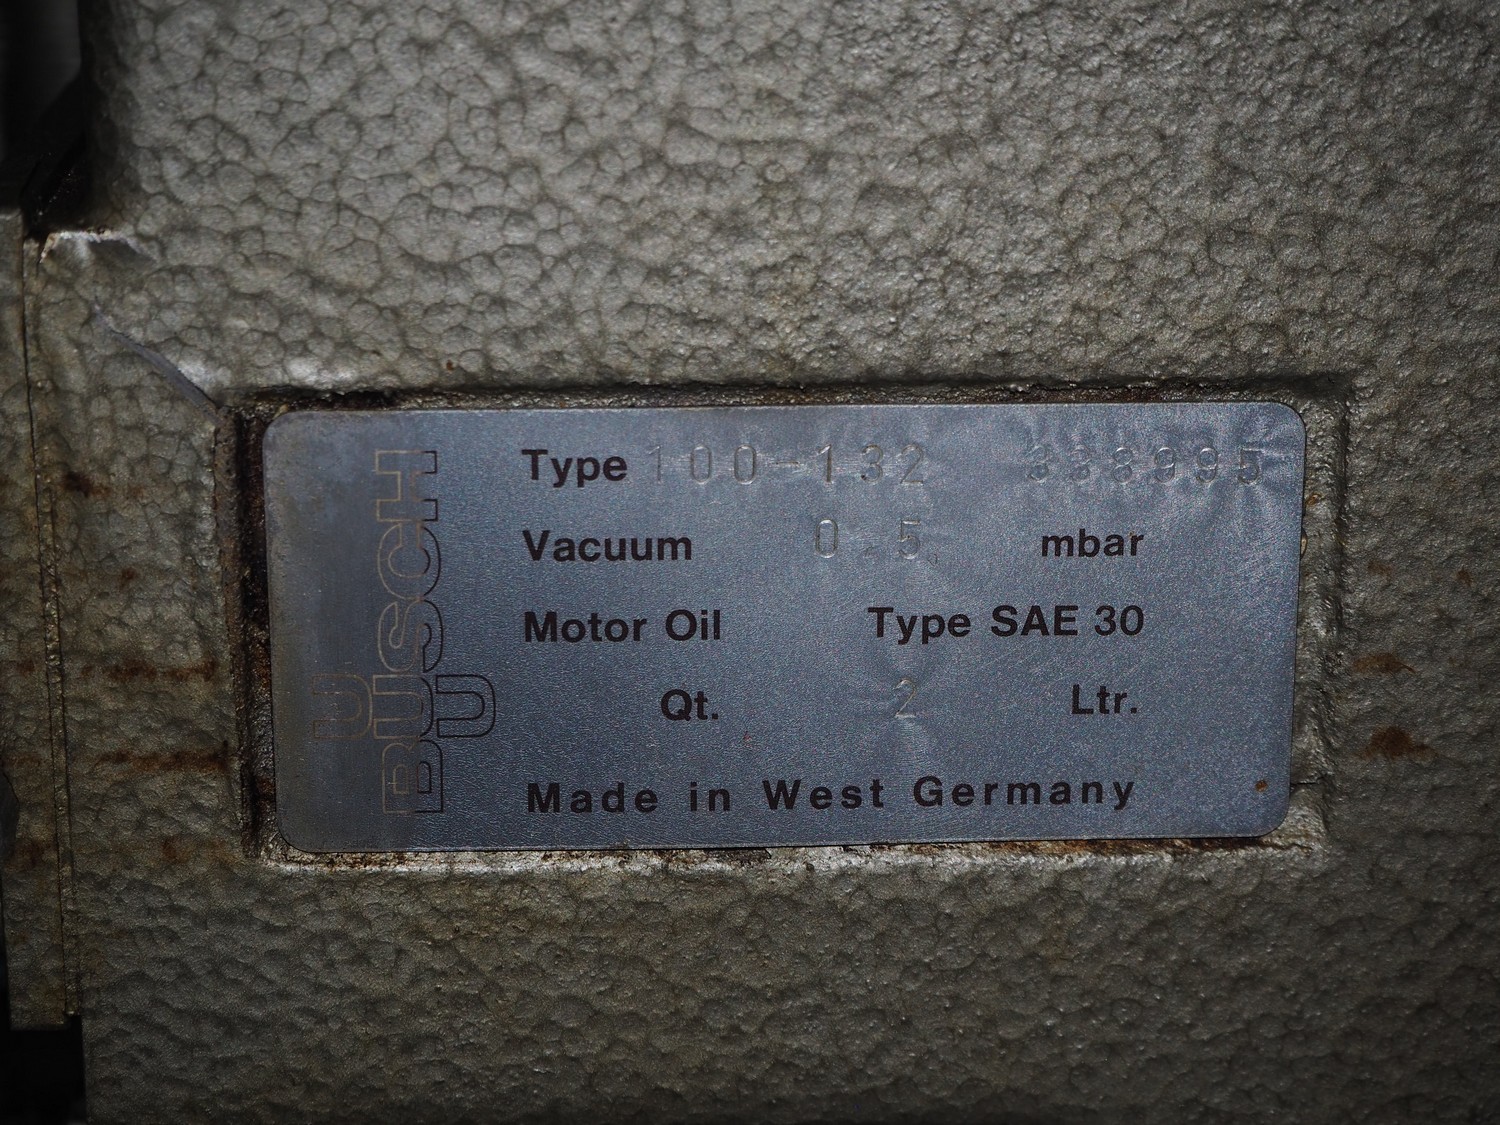 BUSCH
Type 100-132 338995
Vacuum 0.5 mbar
Motor Oil Type SAE 30
Qt. 2 Ltr.
Made in West Germany